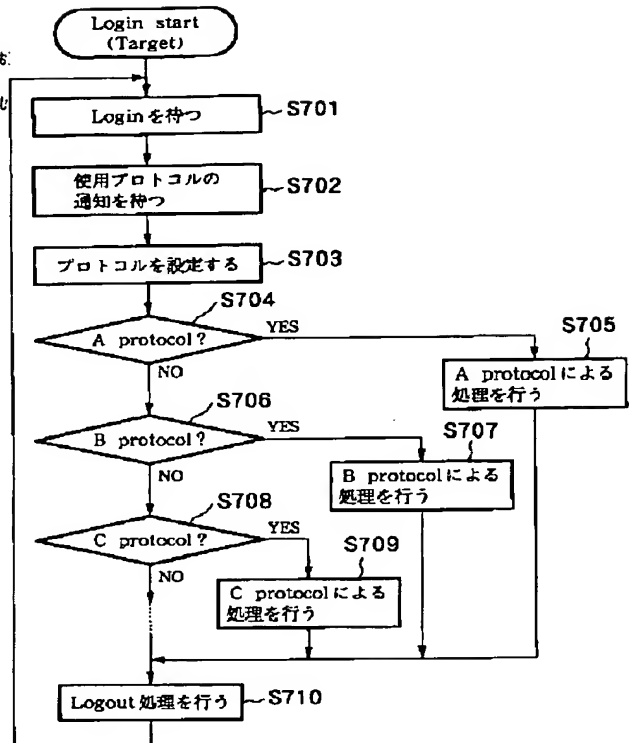 Login start
(Target)
Loginを待つ
S701
使用プロトコルの
通知を待つ
S702
プロトコルを設定する
S703
S704
A protocol?
YES
NO
S705
A protocolによる
処理を行う
S706
B protocol?
YES
NO
S707
B protocolによる
処理を行う
S708
C protocol?
YES
NO
S709
C protocolによる
処理を行う
Logout処理を行う
S710